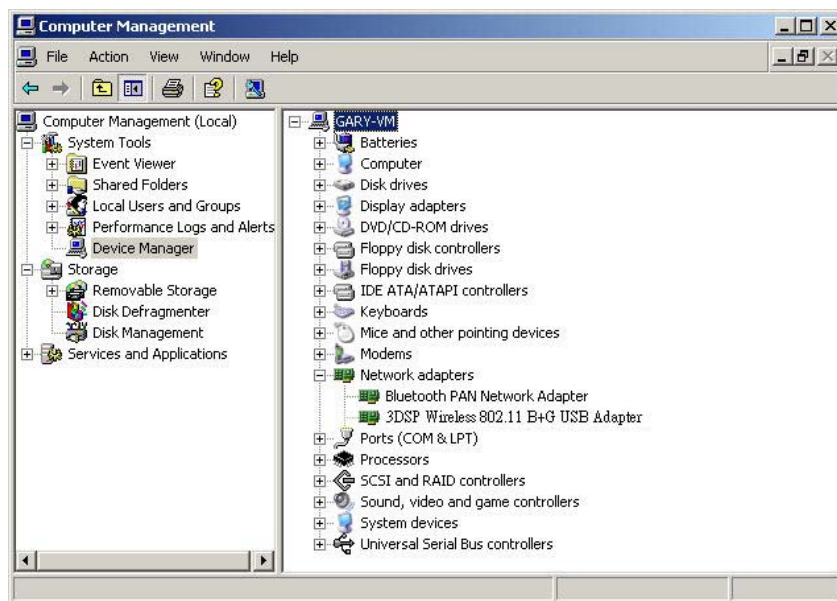 Computer Management
File Action View Window Help
Computer Management (Local)
System Tools
Event Viewer
Shared Folders
Local Users and Groups
Performance Logs and Alerts
Device Manager
Storage
Removable Storage
Disk Defragmenter
Disk Management
Services and Applications
GARY-VM
Batteries
Computer
Disk drives
Display adapters
DVD/CD-ROM drives
Floppy disk controllers
Floppy disk drives
IDE ATA/ATAPI controllers
Keyboards
Mice and other pointing devices
Modems
Network adapters
Bluetooth PAN Network Adapter
3DSP Wireless 802.11 B+G USB Adapter
Ports (COM & LPT)
Processors
SCSI and RAID controllers
Sound, video and game controllers
System devices
Universal Serial Bus controllers